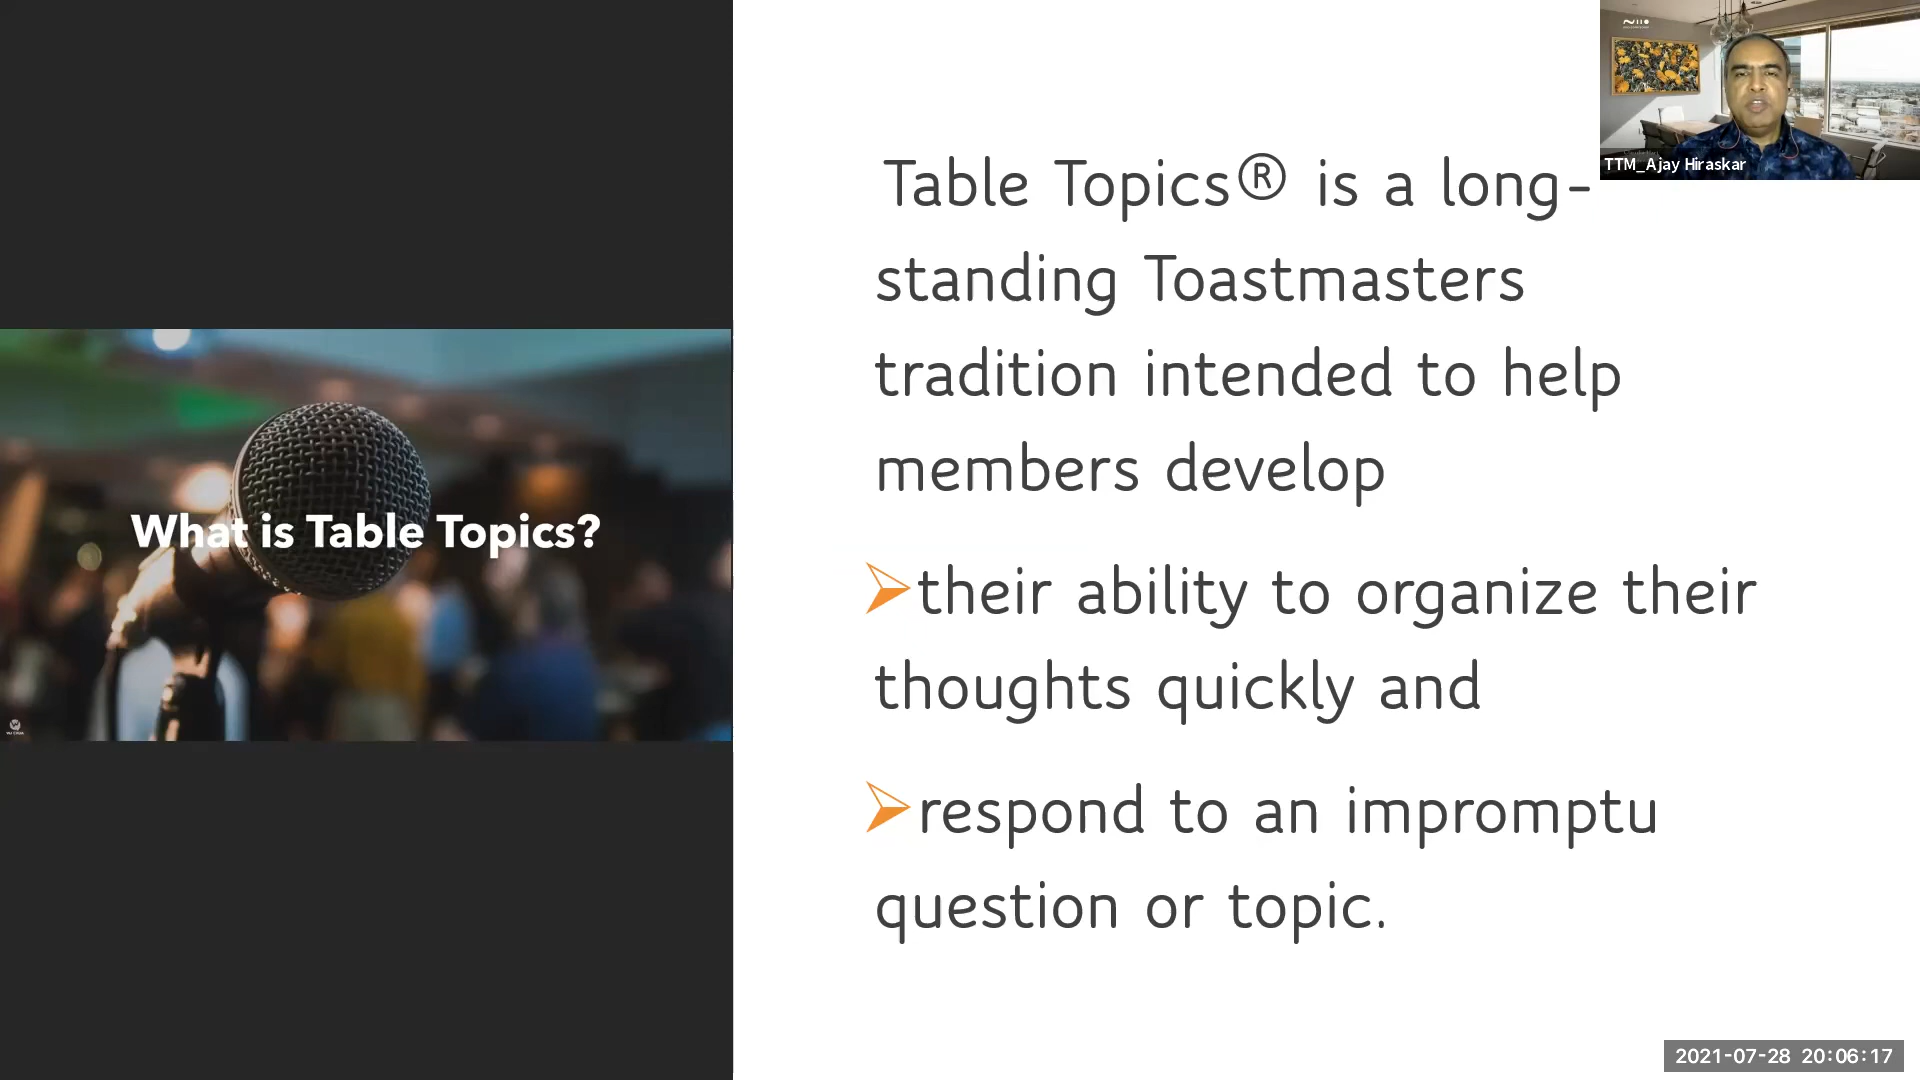 What is Table Topics?
Table Topics® is a long-
standing Toastmasters
tradition intended to help
members develop
their ability to organize their
thoughts quickly and
respond to an impromptu
question or topic.
TTM_Ajay Hiraskar
2021-07-28 20:06:17